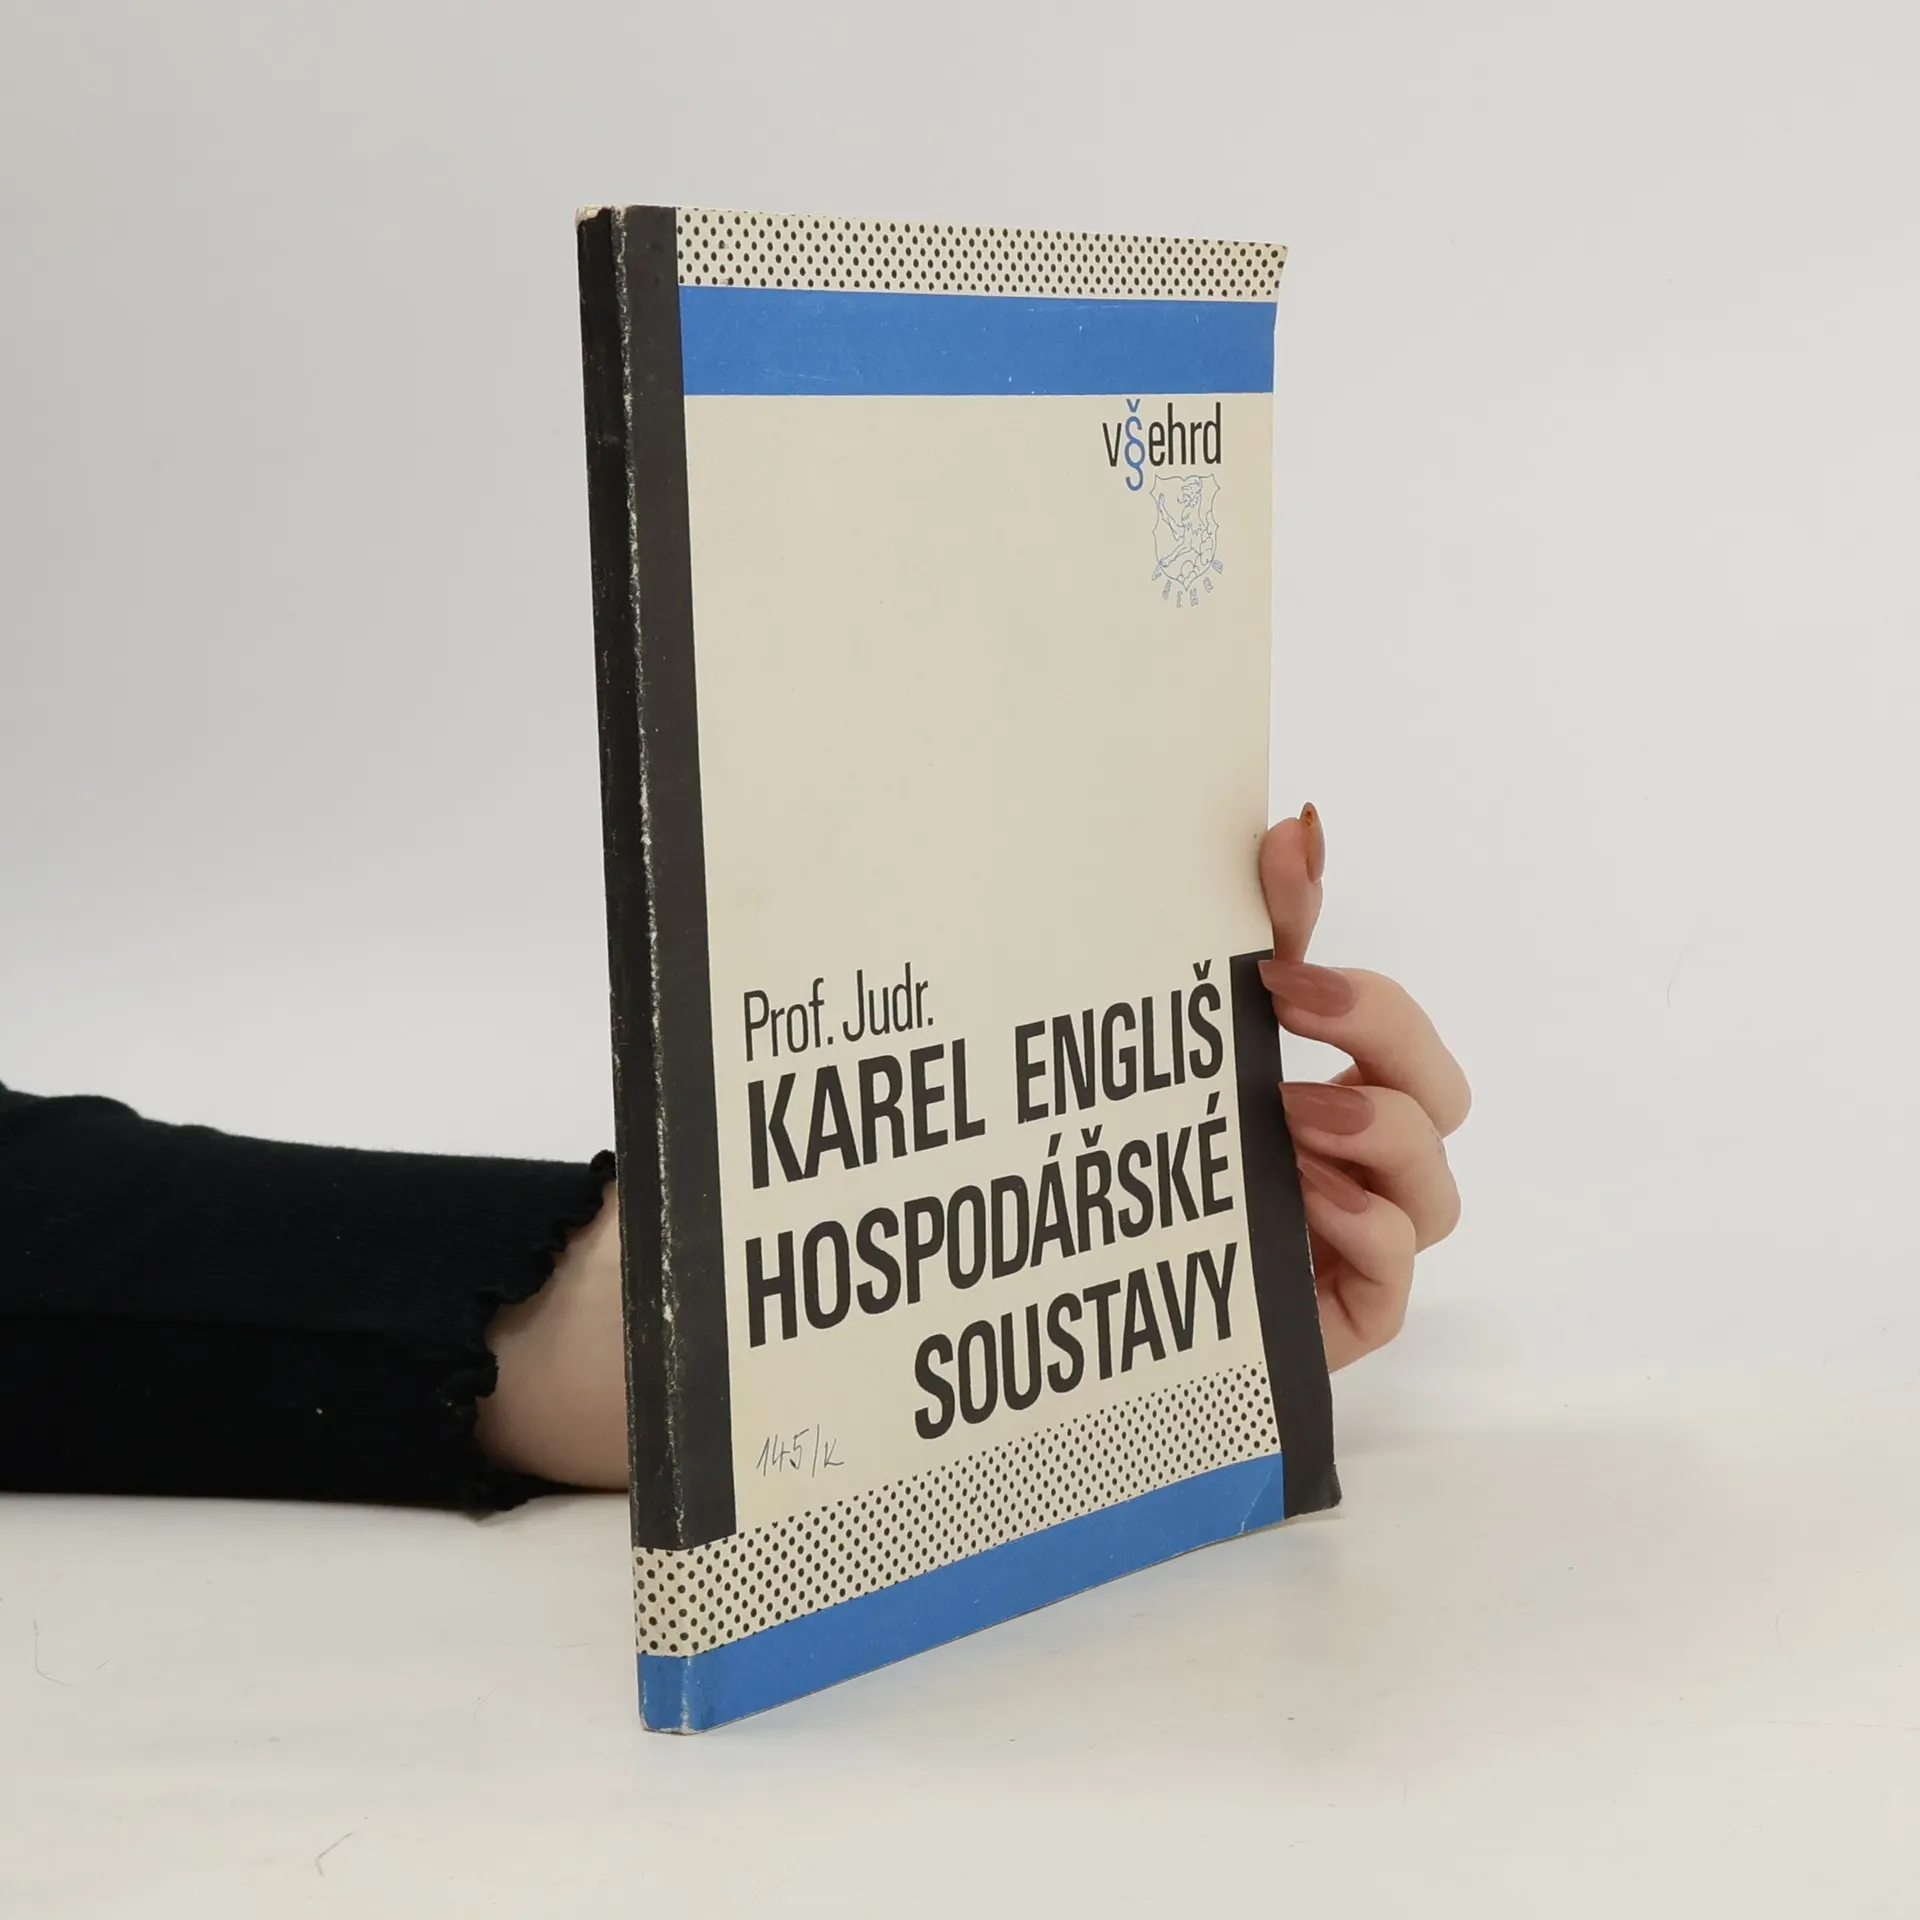 všehrd
Prof. Judr.
KAREL ENGLIŠ
HOSPODÁŘSKÉ
SOUSTAVY
145/K